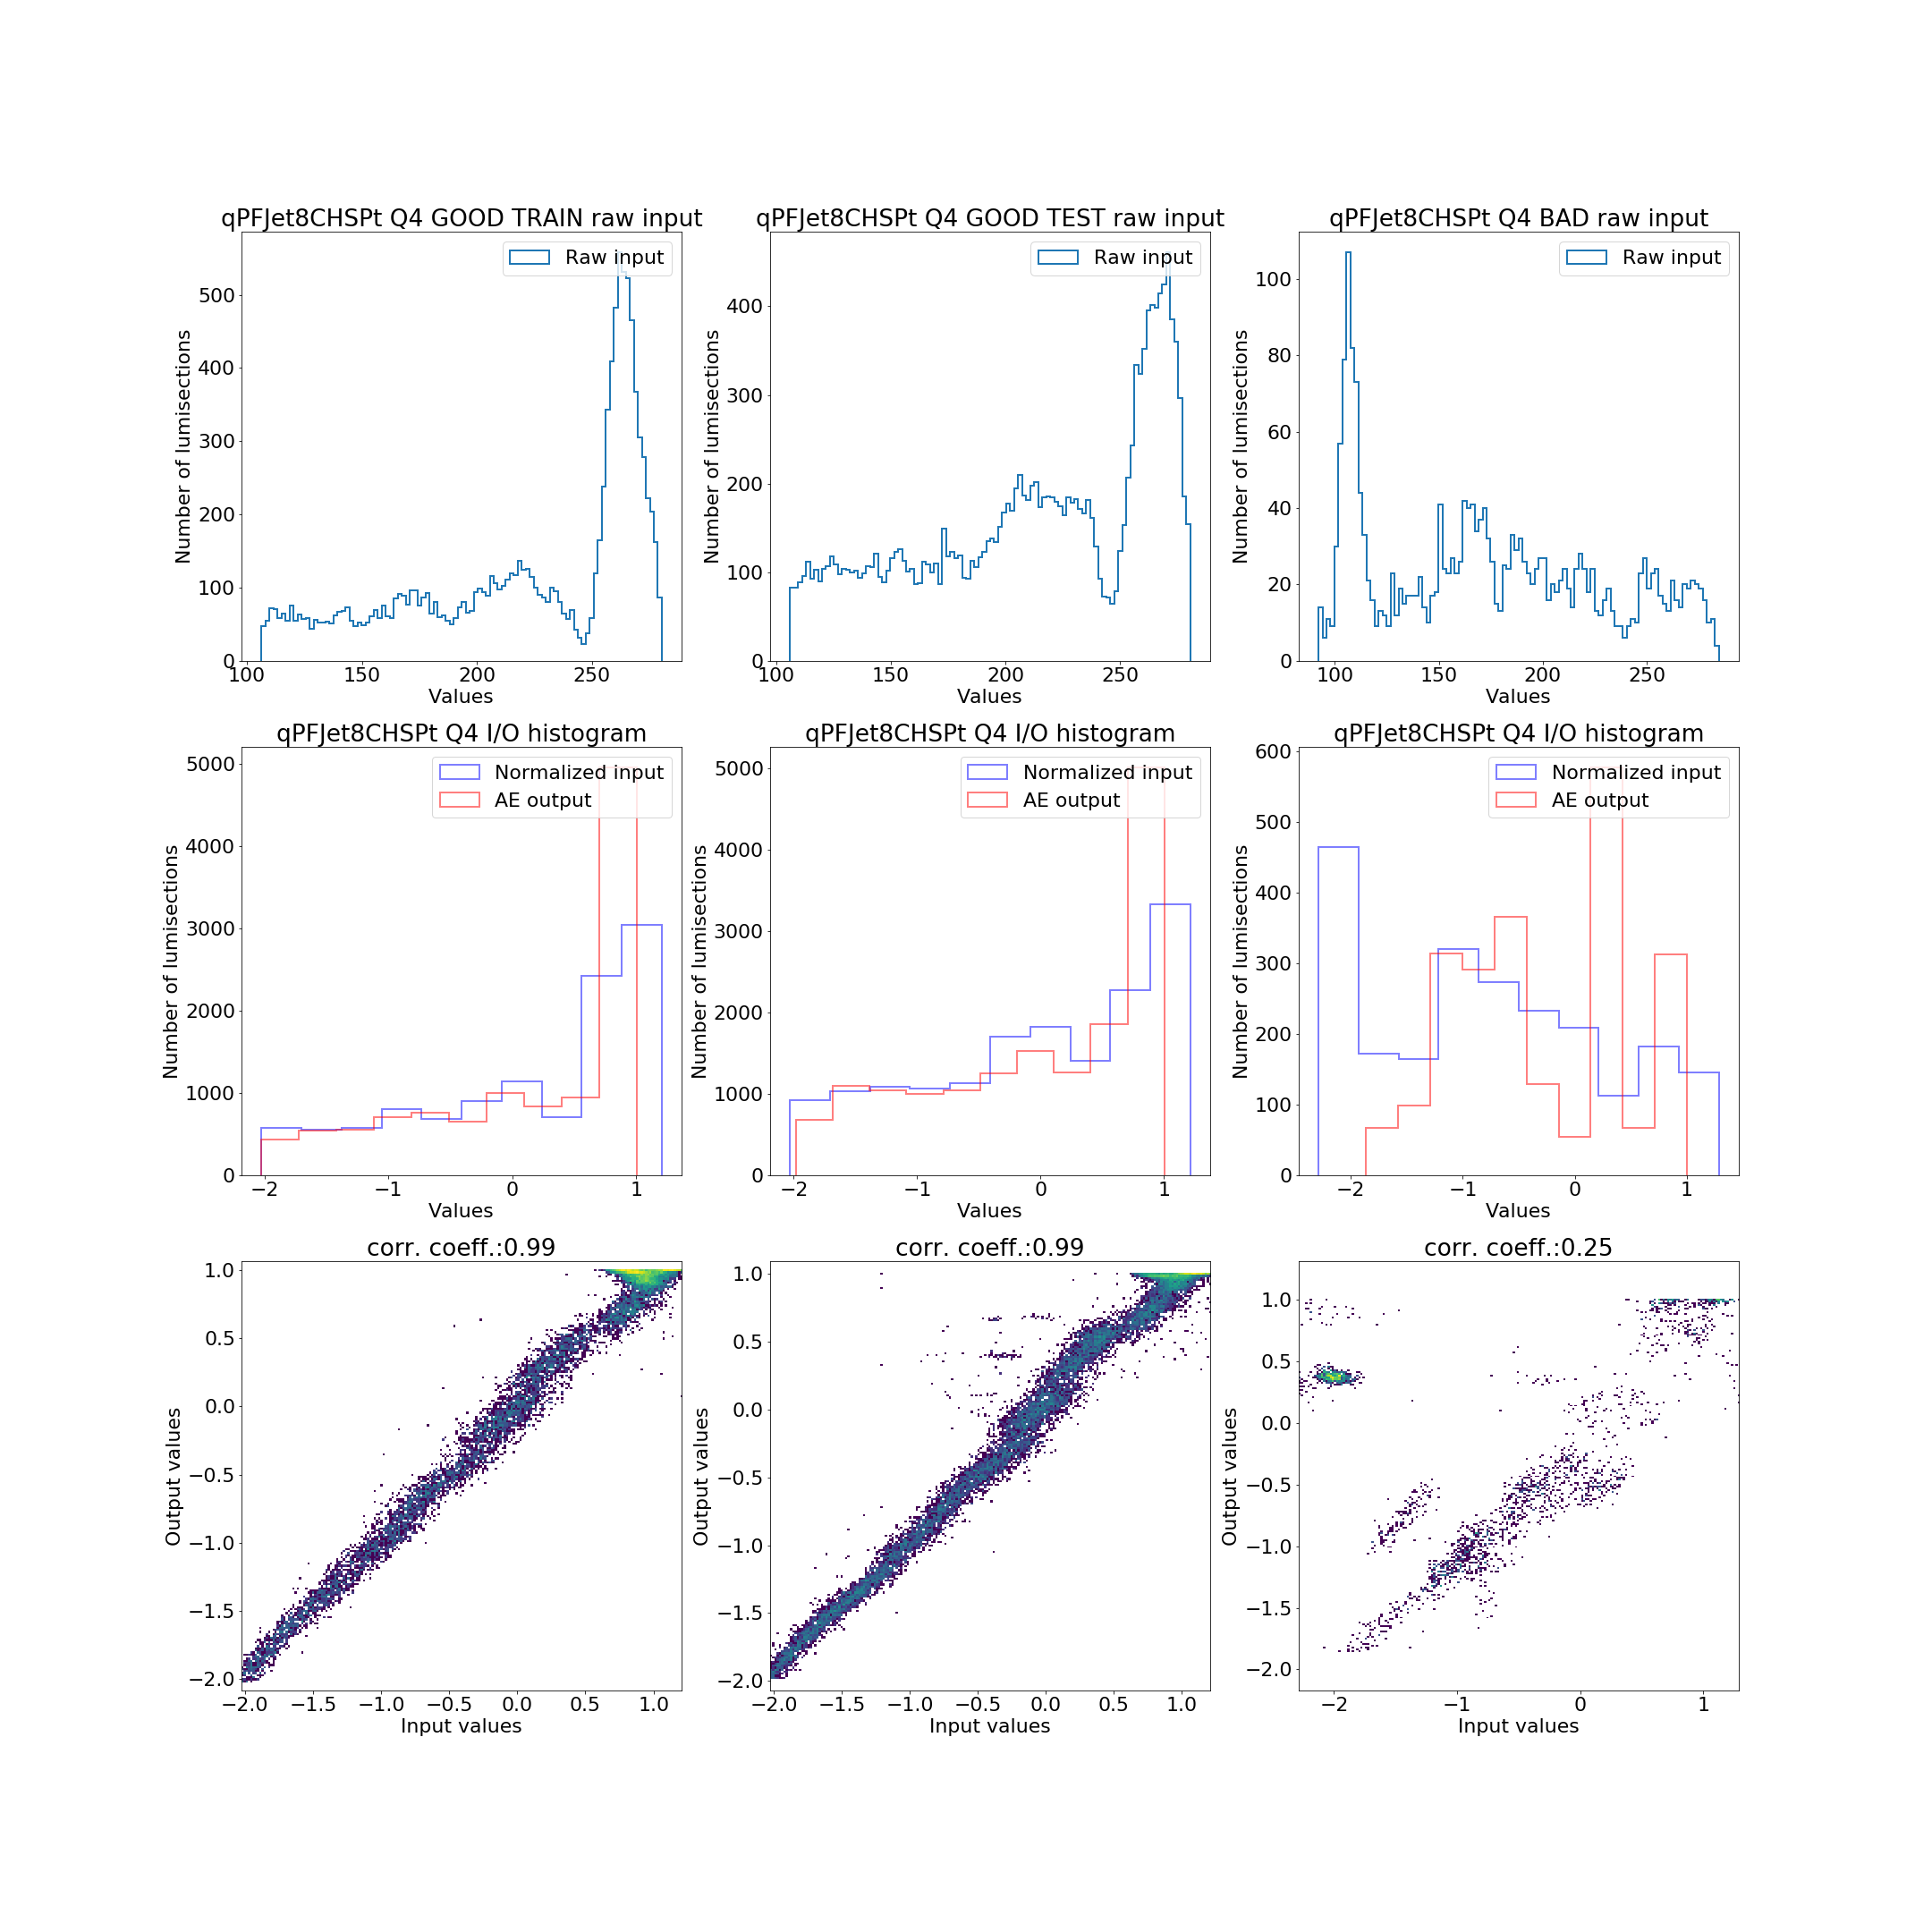 qPFJet8CHSPt Q4 GOOD TRAIN raw input
Raw input
Number of lumisections
0
100
200
300
400
500
100
150
200
250
Values
qPFJet8CHSPt Q4 GOOD TEST raw input
Raw input
Number of lumisections
0
100
200
300
400
100
150
200
250
Values
qPFJet8CHSPt Q4 BAD raw input
Raw input
Number of lumisections
0
20
40
60
80
100
100
150
200
250
Values
qPFJet8CHSPt Q4 I/O histogram
Normalized input
AE output
Number of lumisections
0
1000
2000
3000
4000
5000
−2
−1
0
1
Values
qPFJet8CHSPt Q4 I/O histogram
Normalized input
AE output
Number of lumisections
0
1000
2000
3000
4000
5000
−2
−1
0
1
Values
qPFJet8CHSPt Q4 I/O histogram
Normalized input
AE output
Number of lumisections
0
100
200
300
400
500
600
−2
−1
0
1
Values
corr. coeff.:0.99
Output values
1.0
0.5
0.0
−0.5
−1.0
−1.5
−2.0
−2.0
−1.5
−1.0
−0.5
0.0
0.5
1.0
Input values
corr. coeff.:0.99
Output values
1.0
0.5
0.0
−0.5
−1.0
−1.5
−2.0
−2.0
−1.5
−1.0
−0.5
0.0
0.5
1.0
Input values
corr. coeff.:0.25
Output values
1.0
0.5
0.0
−0.5
−1.0
−1.5
−2.0
−2
−1
0
1
Input values